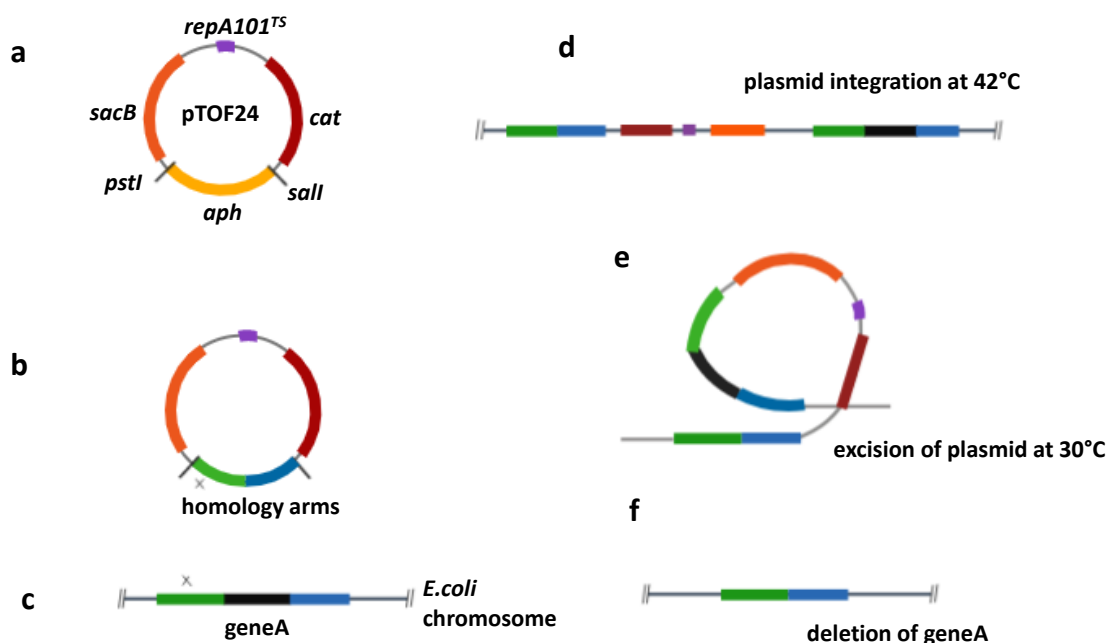 a
repA101TS
sacB
pTOF24
cat
pstI
salI
aph
b
homology arms
c
geneA
E.coli
chromosome
d
plasmid integration at 42°C
e
excision of plasmid at 30°C
f
deletion of geneA